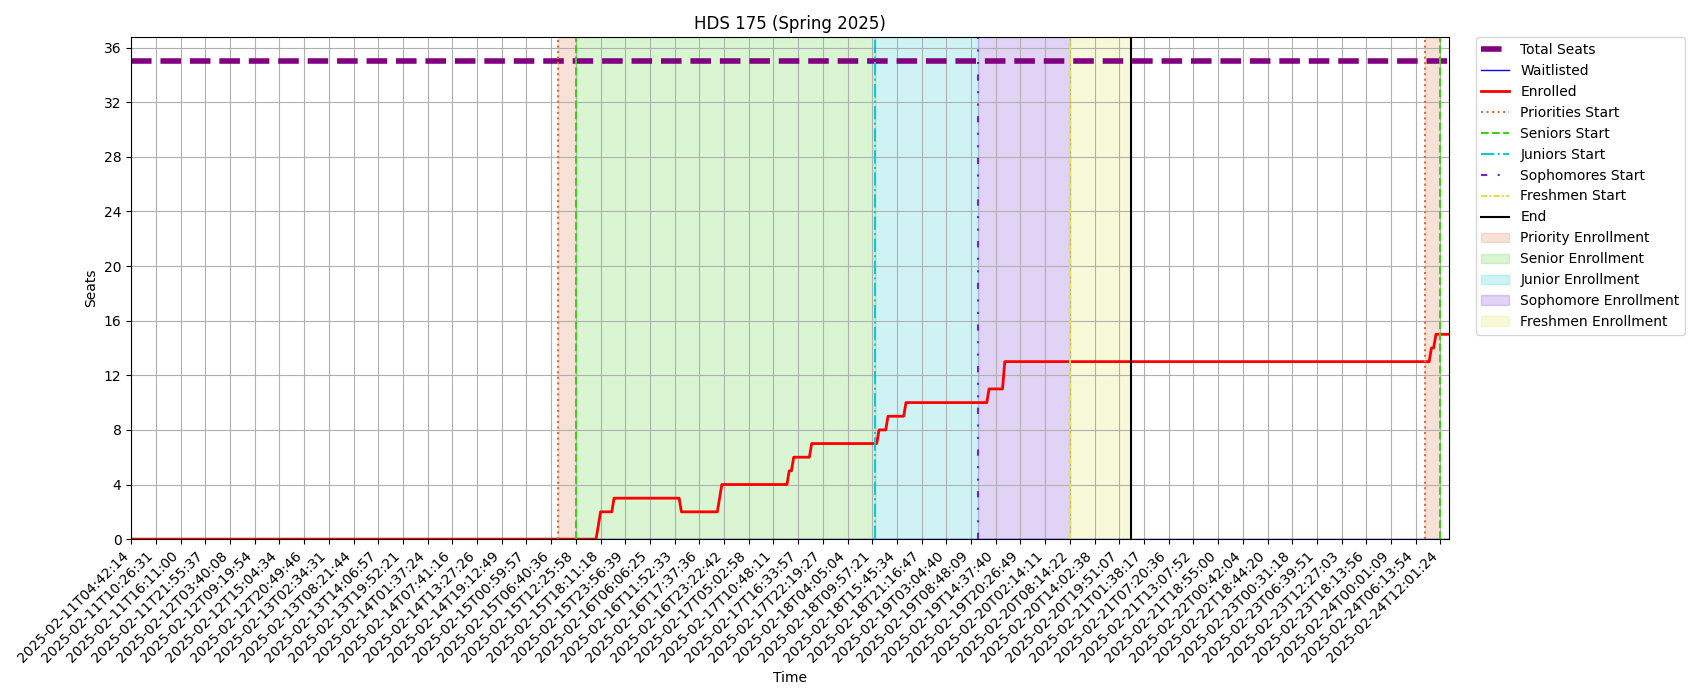 HDS 175 (Spring 2025)
36
32
28
24
20
16
12
8
4
0
Seats
2025-02-11T04:42:14
2025-02-11T10:26:31
2025-02-11T16:11:00
2025-02-11T21:55:37
2025-02-12T03:40:08
2025-02-12T09:19:54
2025-02-12T15:04:34
2025-02-12T20:49:46
2025-02-13T02:34:31
2025-02-13T08:21:44
2025-02-13T14:06:57
2025-02-13T19:52:21
2025-02-14T01:37:24
2025-02-14T07:41:16
2025-02-14T13:27:26
2025-02-14T19:12:49
2025-02-15T00:59:57
2025-02-15T06:40:36
2025-02-15T12:25:58
2025-02-15T18:11:18
2025-02-15T23:56:39
2025-02-16T06:06:25
2025-02-16T11:52:33
2025-02-16T17:37:36
2025-02-16T23:22:42
2025-02-17T05:02:58
2025-02-17T10:48:11
2025-02-17T16:33:57
2025-02-17T22:19:27
2025-02-18T04:05:04
2025-02-18T09:57:21
2025-02-18T15:45:34
2025-02-18T21:16:47
2025-02-19T03:04:40
2025-02-19T08:48:09
2025-02-19T14:37:40
2025-02-19T20:26:49
2025-02-20T02:14:11
2025-02-20T08:14:22
2025-02-20T14:02:38
2025-02-20T19:51:07
2025-02-21T01:38:17
2025-02-21T07:20:36
2025-02-21T13:07:52
2025-02-21T18:55:00
2025-02-22T00:42:04
2025-02-22T18:44:20
2025-02-23T00:31:18
2025-02-23T06:39:51
2025-02-23T12:27:03
2025-02-23T18:13:56
2025-02-24T00:01:09
2025-02-24T06:13:54
2025-02-24T12:01:24
Time
Total Seats
Waitlisted
Enrolled
Priorities Start
Seniors Start
Juniors Start
Sophomores Start
Freshmen Start
End
Priority Enrollment
Senior Enrollment
Junior Enrollment
Sophomore Enrollment
Freshmen Enrollment